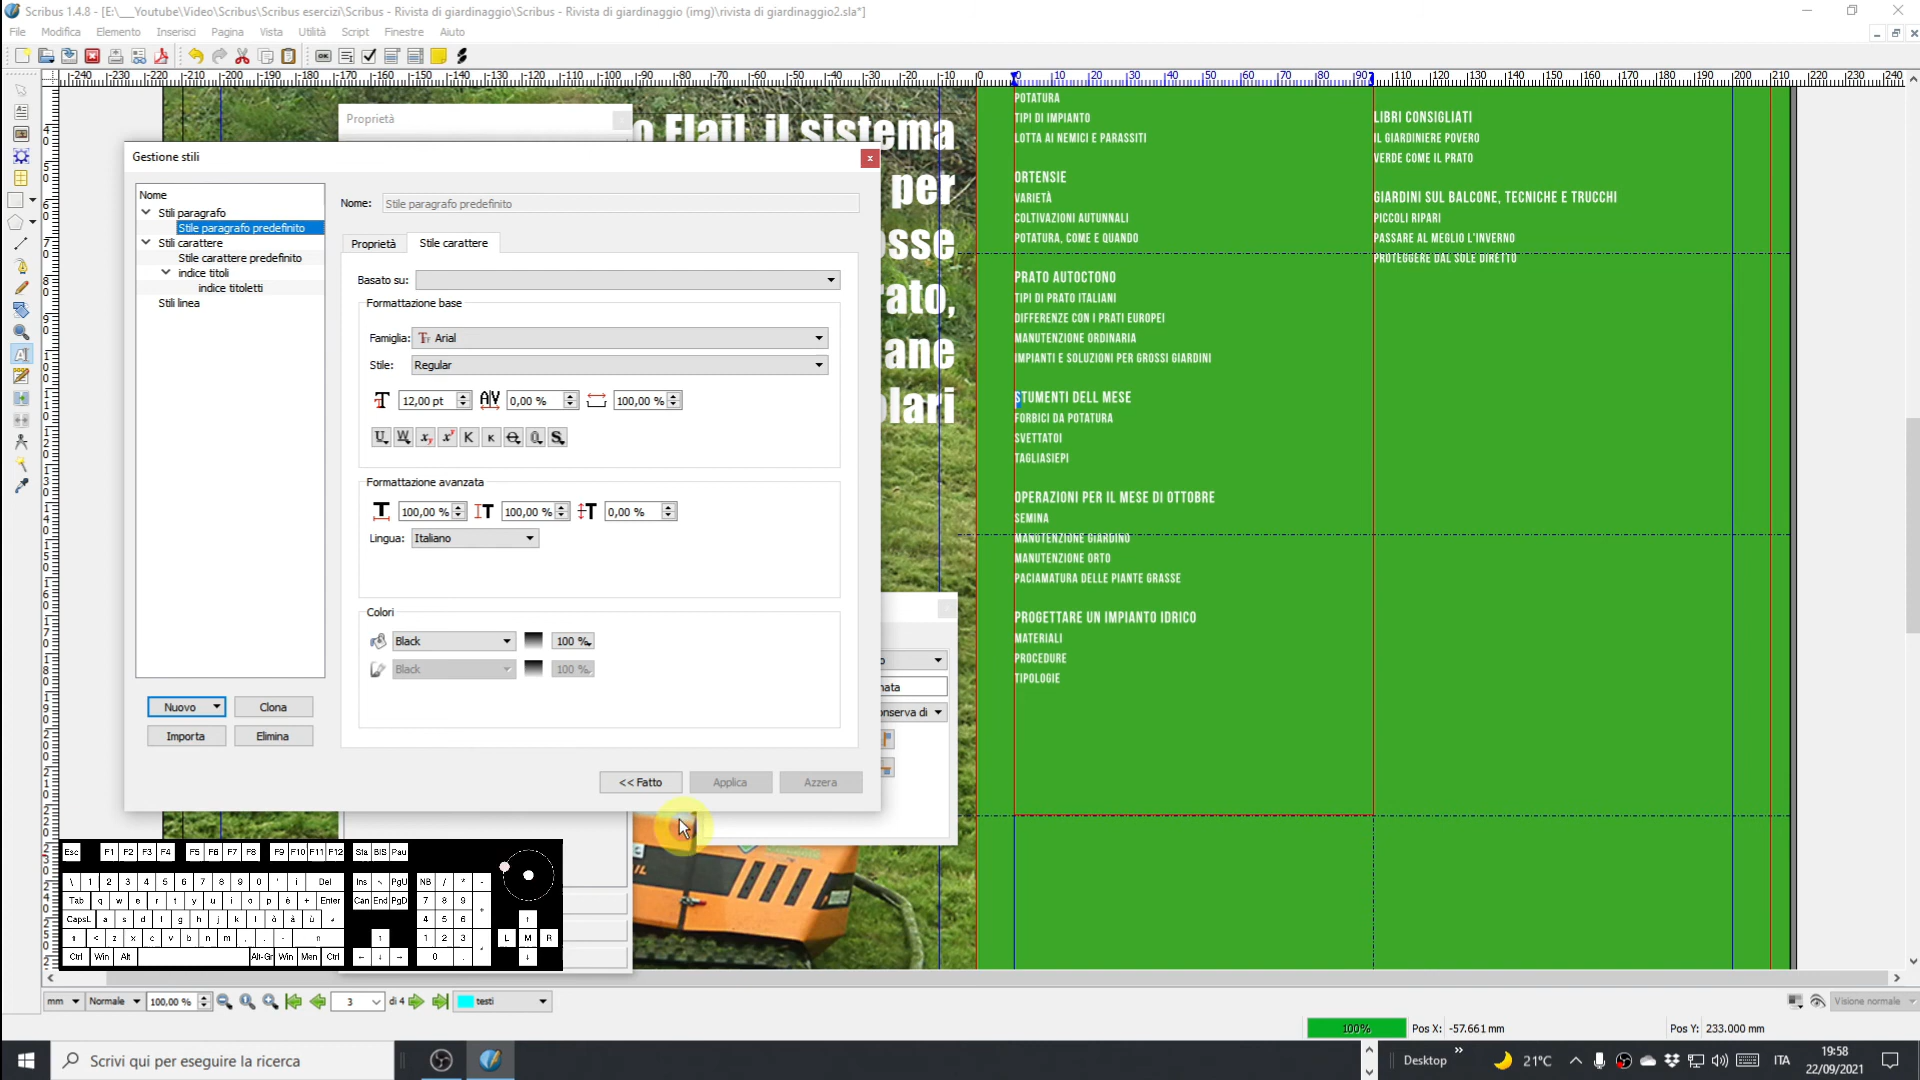 Scribus 1.4.8 - [E:\___Youtube\Video\Scribus\Scribus esercizi\Scribus - Rivista di giardinaggio\Scribus - Rivista di giardinaggio (img)\rivista di giardinaggio2.sla*]
File Modifica Elemento Inserisci Pagina Vista Utilità Script Finestre Aiuto
Proprietà
o Flail, il sistema
per
osse
rato,
ane
olari
Gestione stili
Nome
Stili paragrafo
Stile paragrafo predefinito
Stili carattere
Stile carattere predefinito
indice titoli
indice titoletti
Stili linea
Nuovo
Clona
Importa
Elimina
Nome: Stile paragrafo predefinito
Proprietà
Stile carattere
Basato su:
Formattazione base
Famiglia: Arial
Stile: Regular
12,00 pt
0,00 %
100,00 %
Formattazione avanzata
100,00 %
100,00 %
0,00 %
Lingua: Italiano
Colori
Black
100 %
Black
100 %
<< Fatto
Applica
Azzera
POTATURA
TIPI DI IMPIANTO
LOTTA AI NEMICI E PARASSITI
ORTENSIE
VARIETÀ
COLTIVAZIONI AUTUNNALI
POTATURA, COME E QUANDO
PRATO AUTOCTONO
TIPI DI PRATO ITALIANI
DIFFERENZE CON I PRATI EUROPEI
MANUTENZIONE ORDINARIA
IMPIANTI E SOLUZIONI PER GROSSI GIARDINI
STUMENTI DELL MESE
FORBICI DA POTATURA
SVETTATOI
TAGLIASIEPI
OPERAZIONI PER IL MESE DI OTTOBRE
SEMINA
MANUTENZIONE GIARDINO
MANUTENZIONE ORTO
PACIAMATURA DELLE PIANTE GRASSE
PROGETTARE UN IMPIANTO IDRICO
MATERIALI
PROCEDURE
TIPOLOGIE
LIBRI CONSIGLIATI
IL GIARDINIERE POVERO
VERDE COME IL PRATO
GIARDINI SUL BALCONE, TECNICHE E TRUCCHI
PICCOLI RIPARI
PASSARE AL MEGLIO L'INVERNO
PROTEGGERE DAL SOLE DIRETTO
mm
Normale
100,00 %
3
di 4
testi
Visione normale
100%
Pos X: -57.661 mm
Pos Y: 233.000 mm
Scrivi qui per eseguire la ricerca
Desktop
21°C
ITA
19:58
22/09/2021